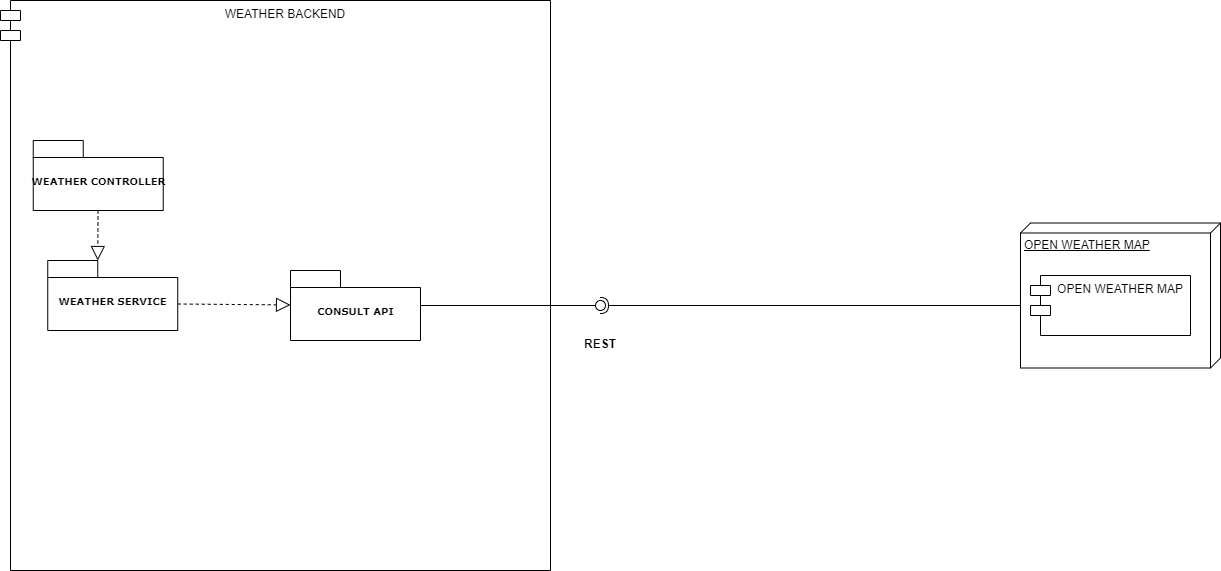 WEATHER BACKEND
WEATHER CONTROLLER
WEATHER SERVICE
CONSULT API
REST
OPEN WEATHER MAP
OPEN WEATHER MAP